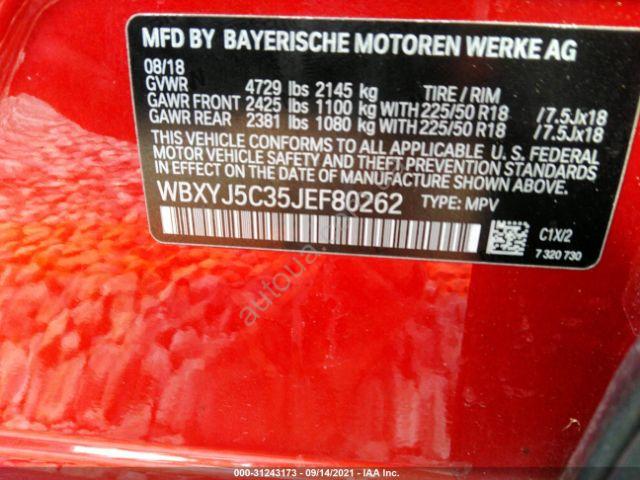 MFD BY BAYERISCHE MOTOREN WERKE AG
08/18
GVWR 4729 lbs 2145 kg TIRE / RIM
GAWR FRONT 2425 lbs 1100 kg WITH 225/50 R18 /7.5Jx18
GAWR REAR 2381 lbs 1080 kg WITH 225/50 R18 /7.5Jx18
THIS VEHICLE CONFORMS TO ALL APPLICABLE U.S. FEDERAL
MOTOR VEHICLE SAFETY AND THEFT PREVENTION STANDARDS
IN EFFECT ON THE DATE OF MANUFACTURE SHOWN ABOVE.
WBXYJ5C35JEF80262 TYPE: MPV
C1X/2
7 320 730
autoua.com
000-31243173 - 09/14/2021 - IAA Inc.